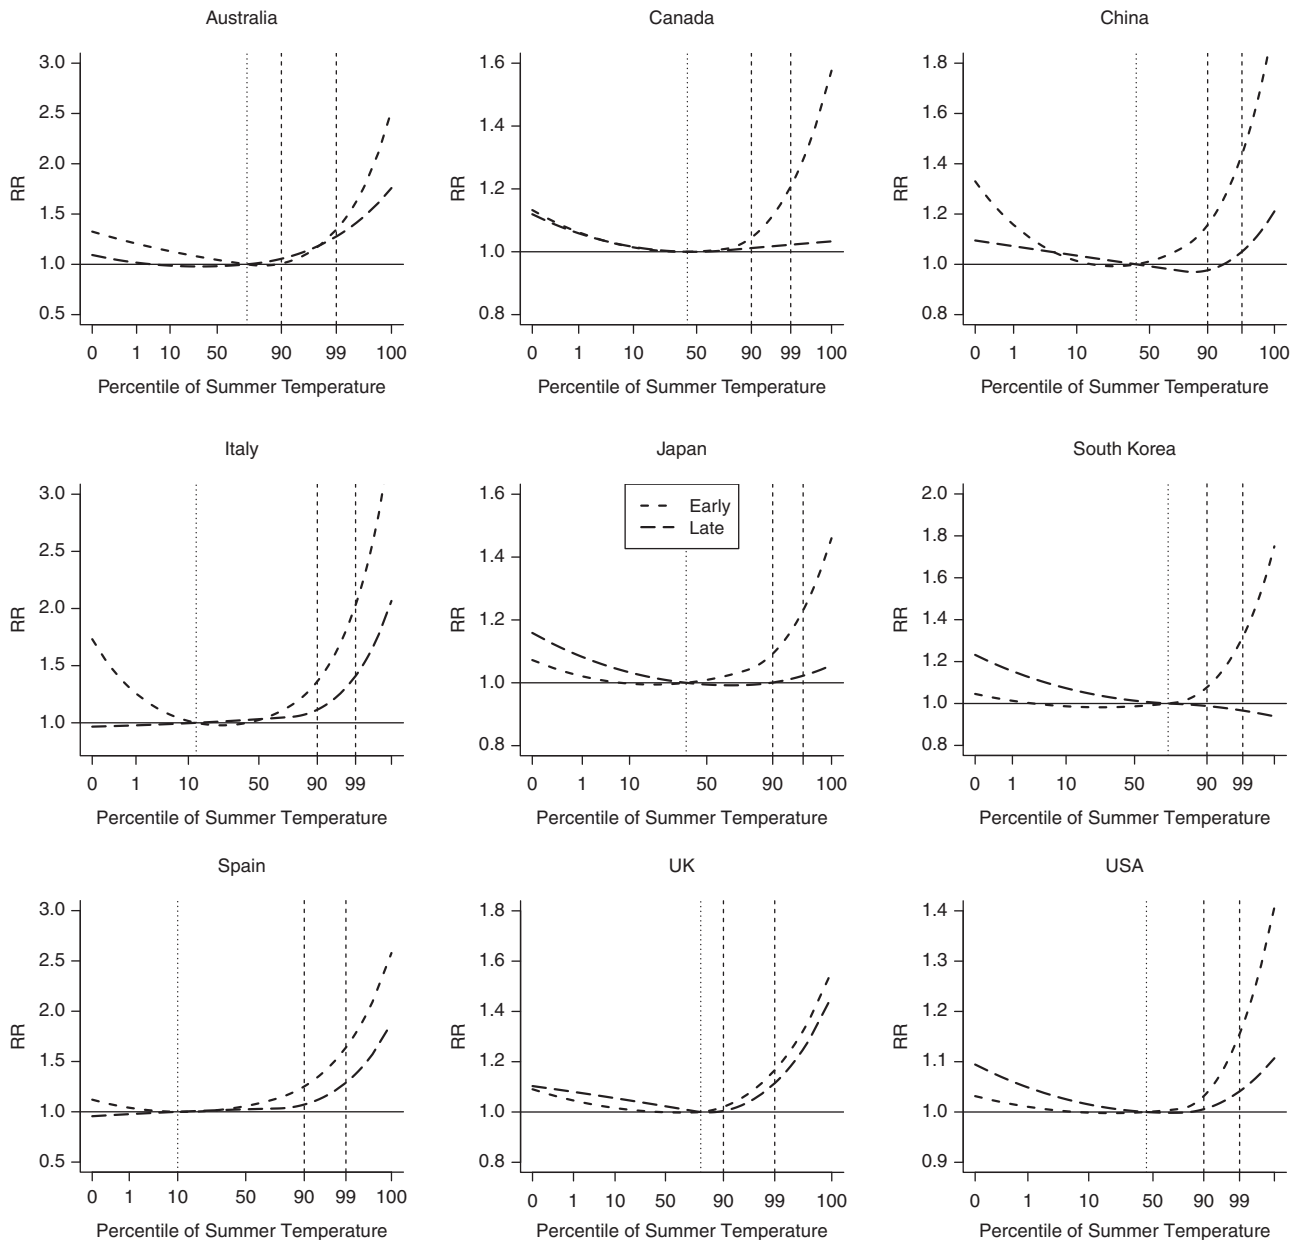 Australia
RR
3.0
2.5
2.0
1.5
1.0
0.5
0 1 10 50 90 99 100
Percentile of Summer Temperature
Canada
RR
1.6
1.4
1.2
1.0
0.8
0 1 10 50 90 99 100
Percentile of Summer Temperature
China
RR
1.8
1.6
1.4
1.2
1.0
0.8
0 1 10 50 90 100
Percentile of Summer Temperature
Italy
RR
3.0
2.5
2.0
1.5
1.0
0 1 10 50 90 99
Percentile of Summer Temperature
Japan
Early
Late
RR
1.6
1.4
1.2
1.0
0.8
0 1 10 50 90 100
Percentile of Summer Temperature
South Korea
RR
2.0
1.8
1.6
1.4
1.2
1.0
0.8
0 1 10 50 90 99
Percentile of Summer Temperature
Spain
RR
3.0
2.5
2.0
1.5
1.0
0.5
0 1 10 50 90 99 100
Percentile of Summer Temperature
UK
RR
1.8
1.6
1.4
1.2
1.0
0.8
0 1 10 50 90 99 100
Percentile of Summer Temperature
USA
RR
1.4
1.3
1.2
1.1
1.0
0.9
0 1 10 50 90 99
Percentile of Summer Temperature